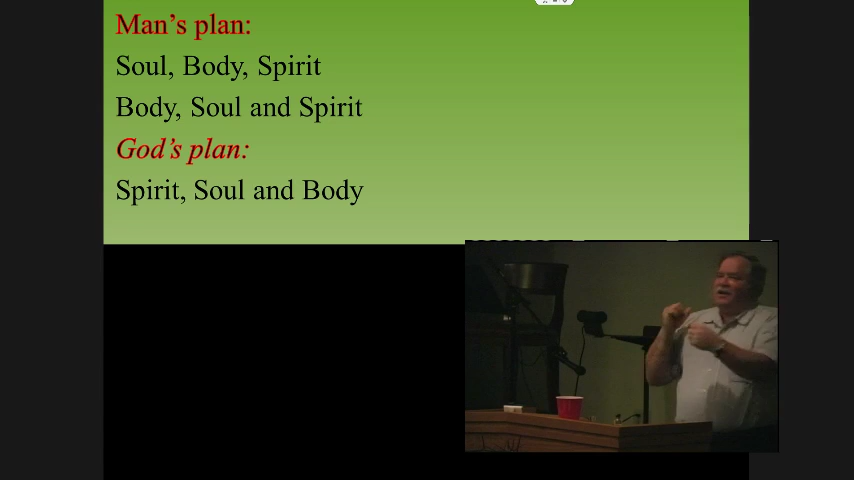 Man’s plan:
Soul, Body, Spirit
Body, Soul and Spirit
God’s plan:
Spirit, Soul and Body